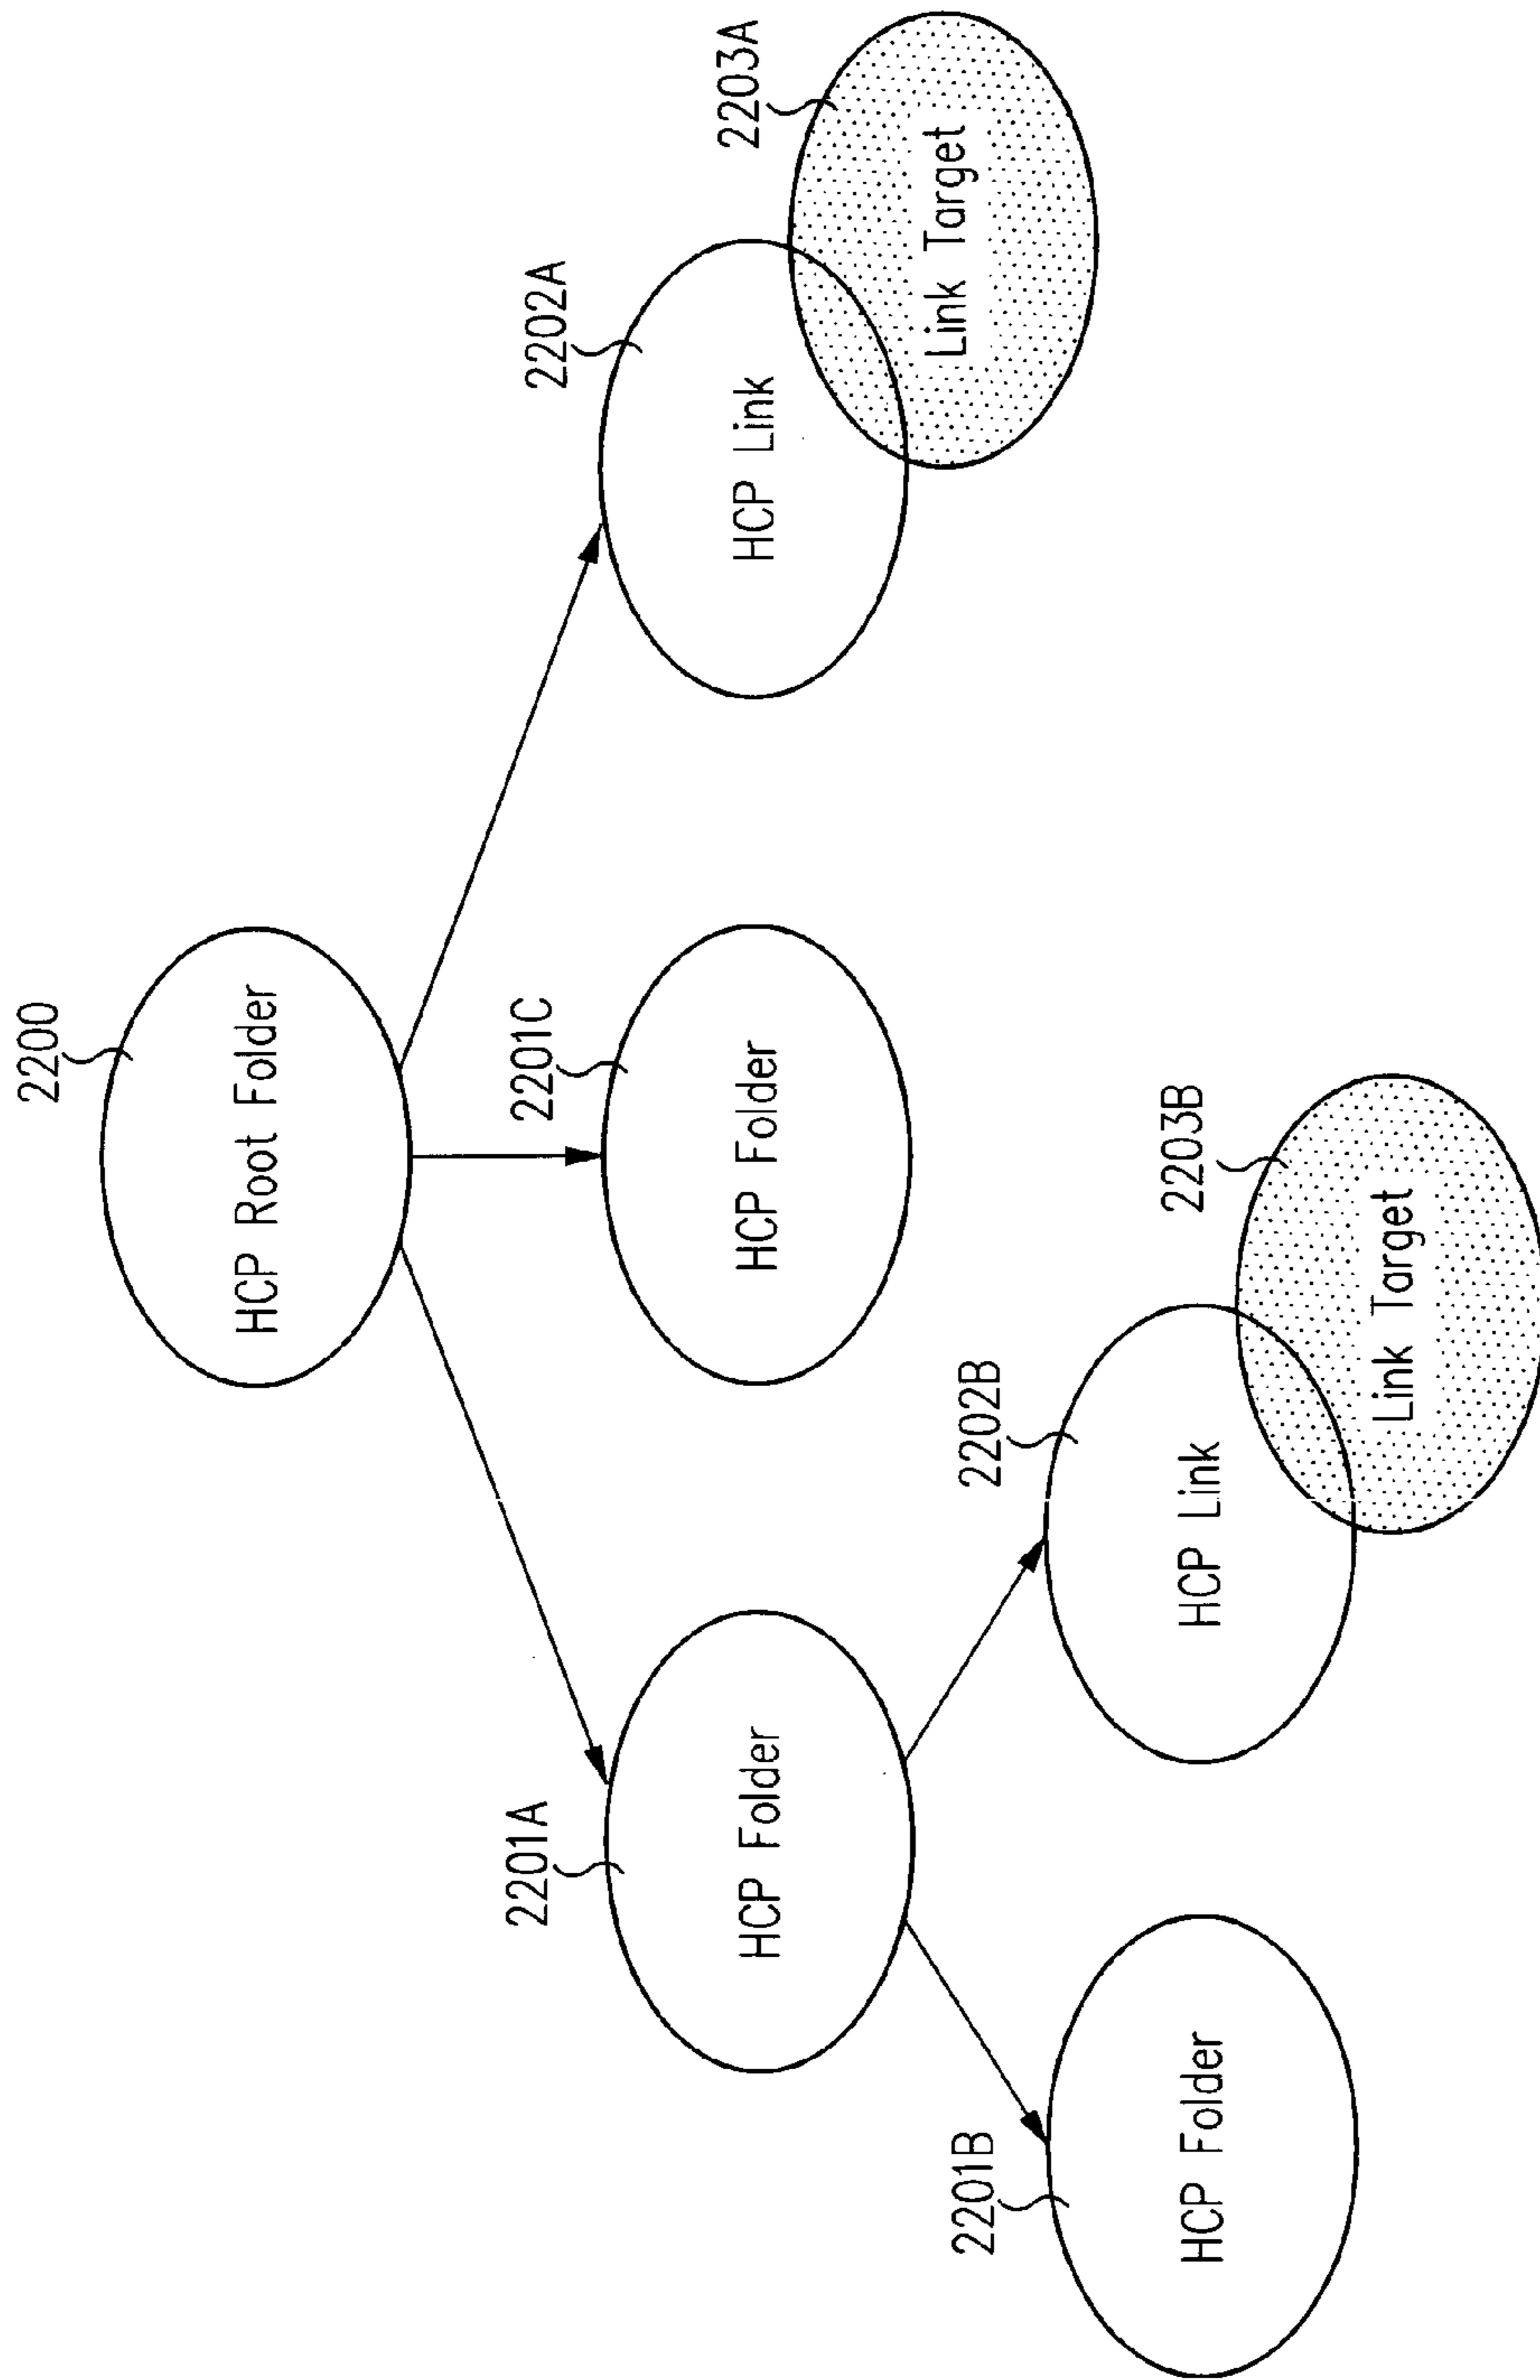 2200
HCP Root Folder
2201A
HCP Folder
2201C
HCP Folder
2202A
HCP Link
2203A
Link Target
2201B
HCP Folder
2202B
HCP Link
2203B
Link Target